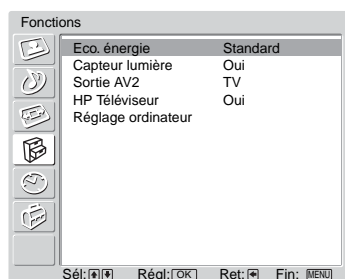 Fonctions
Eco. énergie Standard
Capteur lumière Oui
Sortie AV2 TV
HP Téléviseur Oui
Réglage ordinateur
Sél: Régl: OK Ret: Fin: MENU